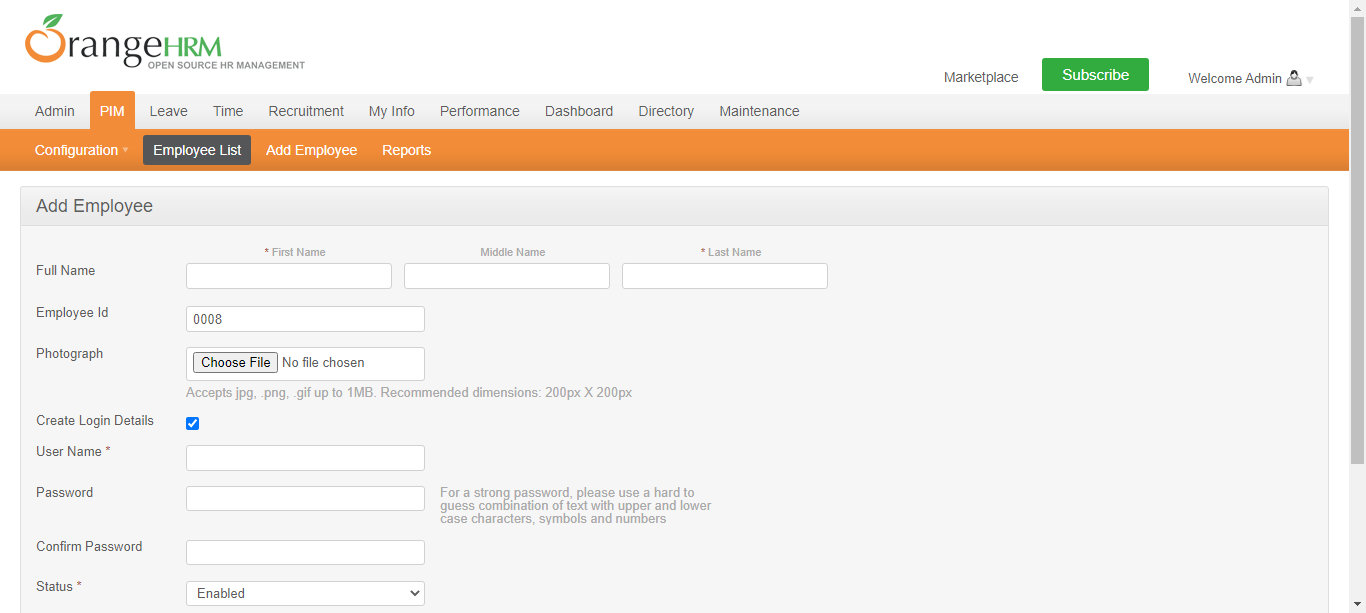 OrangeHRM
OPEN SOURCE HR MANAGEMENT
Marketplace Subscribe Welcome Admin
Admin PIM Leave Time Recruitment My Info Performance Dashboard Directory Maintenance
Configuration Employee List Add Employee Reports
Add Employee
* First Name Middle Name * Last Name
Full Name
Employee Id 0008
Photograph Choose File No file chosen
Accepts jpg, .png, .gif up to 1MB. Recommended dimensions: 200px X 200px
Create Login Details
User Name *
Password For a strong password, please use a hard to
guess combination of text with upper and lower
case characters, symbols and numbers
Confirm Password
Status * Enabled